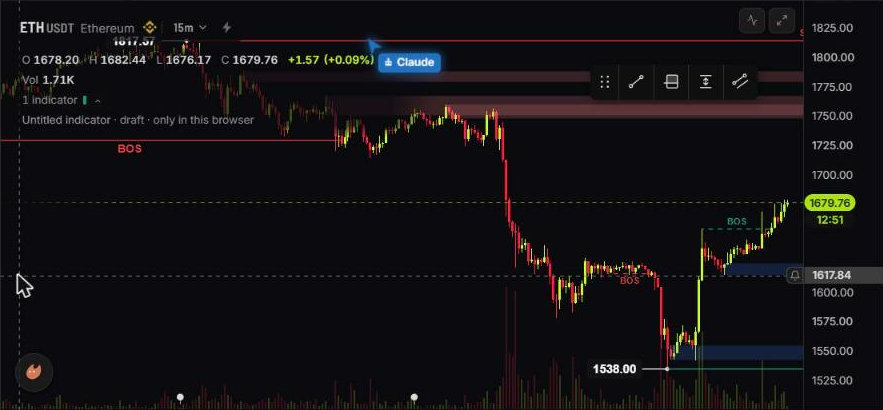 ETHUSDT Ethereum 15m
1817.57
O 1678.20 H 1682.44 L 1676.17 C 1679.76 +1.57 (+0.09%)
Claude
Vol 1.71K
1 indicator
Untitled indicator · draft · only in this browser
BOS
BOS
BOS
1538.00
1825.00
1800.00
1775.00
1750.00
1725.00
1700.00
1679.76
12:51
1617.84
1600.00
1575.00
1550.00
1525.00